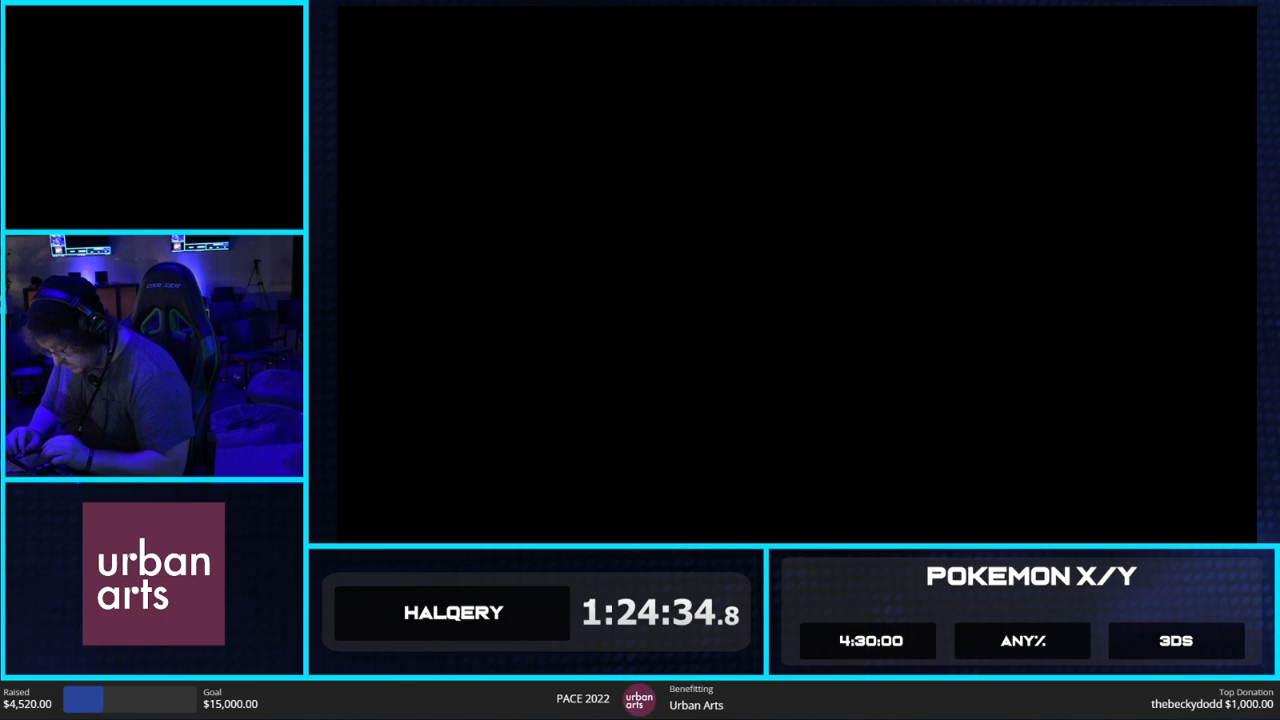 urban
arts
HALQERY
1:24:34.8
POKEMON X/Y
4:30:00
ANY%
3DS
Raised
$4,520.00
Goal
$15,000.00
PACE 2022
urban
arts
Benefitting
Urban Arts
Top Donation
thebeckydodd $1,000.00